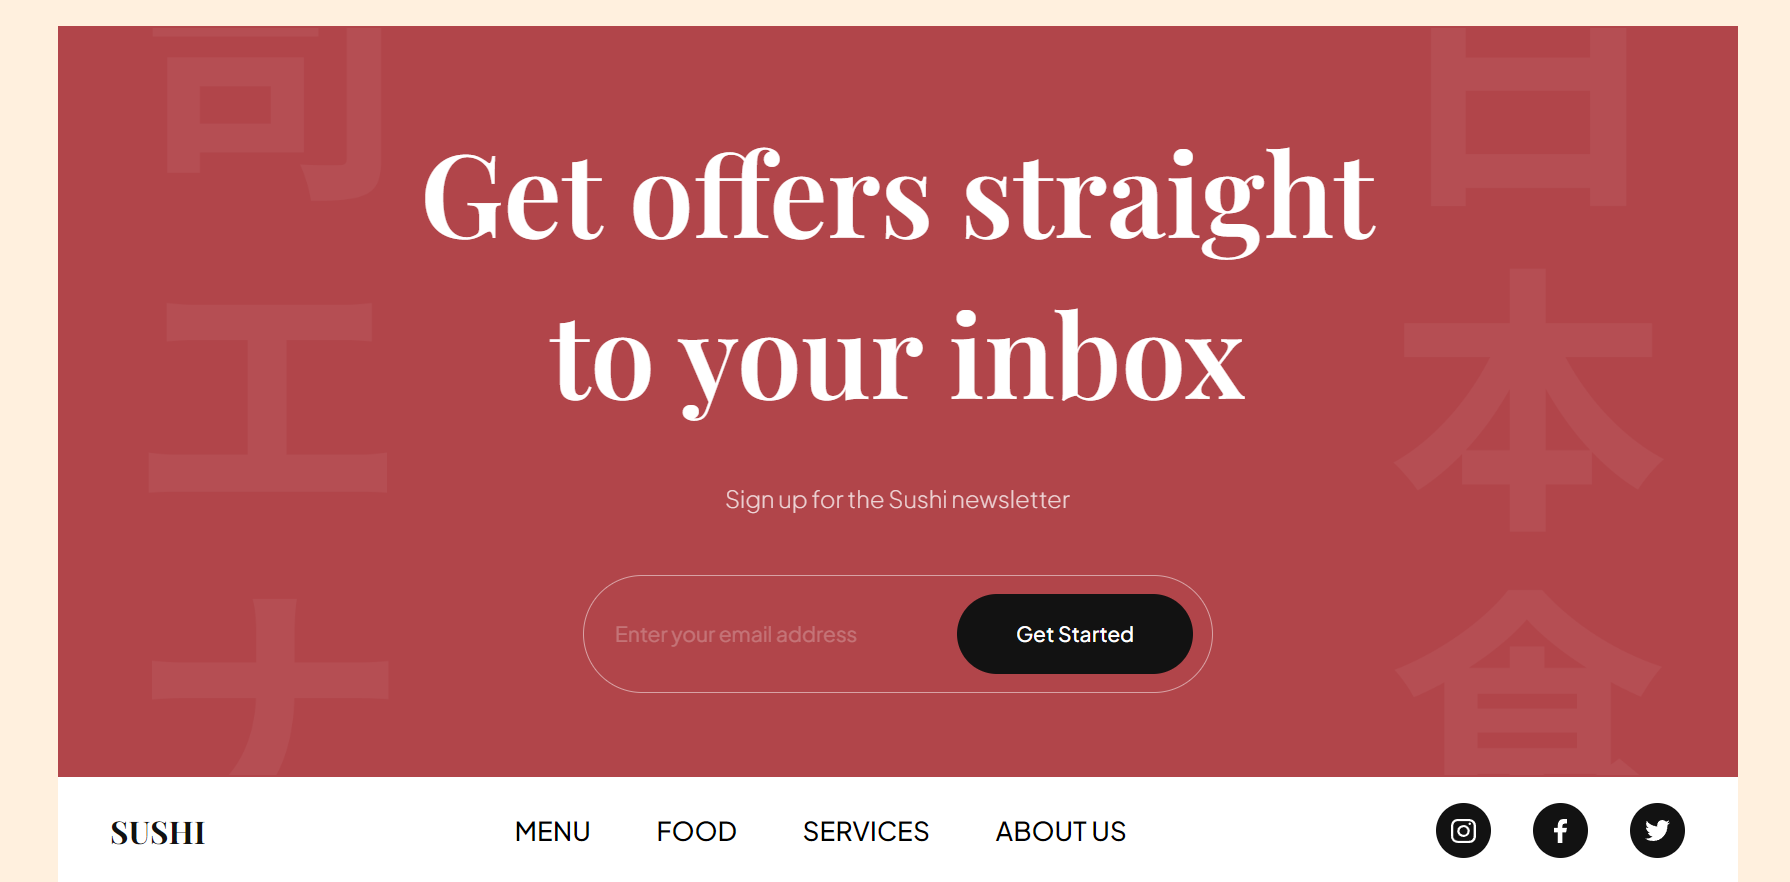 司
工
ナ
日
本
食
Get offers straight
to your inbox
Sign up for the Sushi newsletter
Enter your email address
Get Started
SUSHI
MENU
FOOD
SERVICES
ABOUT US